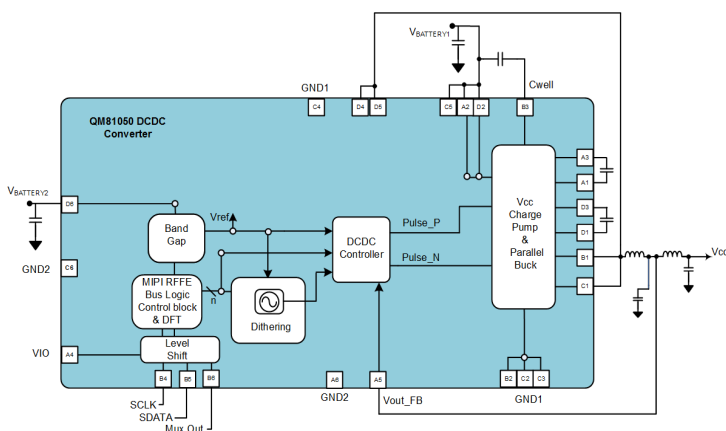 VBATTERY1
GND1
Cwell
C4
D4
D5
C5
A2
D2
B3
QM81050 DCDC
Converter
VBATTERY2
D6
GND2
C6
Band
Gap
Vref
MIPI RFFE
Bus Logic
Control block
& DFT
n
Dithering
DCDC
Controller
Pulse_P
Pulse_N
Vcc
Charge
Pump
&
Parallel
Buck
A3
A1
D3
D1
B1
C1
Vcc
VIO
A4
Level
Shift
B4
B5
B6
SCLK
SDATA
Mux Out
A6
GND2
A5
Vout_FB
B2
C2
C3
GND1